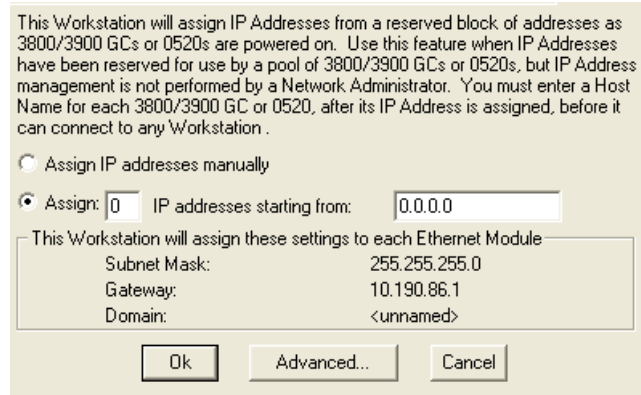 This Workstation will assign IP Addresses from a reserved block of addresses as
3800/3900 GCs or 0520s are powered on.  Use this feature when IP Addresses
have been reserved for use by a pool of 3800/3900 GCs or 0520s, but IP Address
management is not performed by a Network Administrator.  You must enter a Host
Name for each 3800/3900 GC or 0520, after its IP Address is assigned, before it
can connect to any Workstation .
Assign IP addresses manually
Assign: 0 IP addresses starting from: 0.0.0.0
This Workstation will assign these settings to each Ethernet Module
Subnet Mask: 255.255.255.0
Gateway: 10.190.86.1
Domain: <unnamed>
Ok Advanced... Cancel